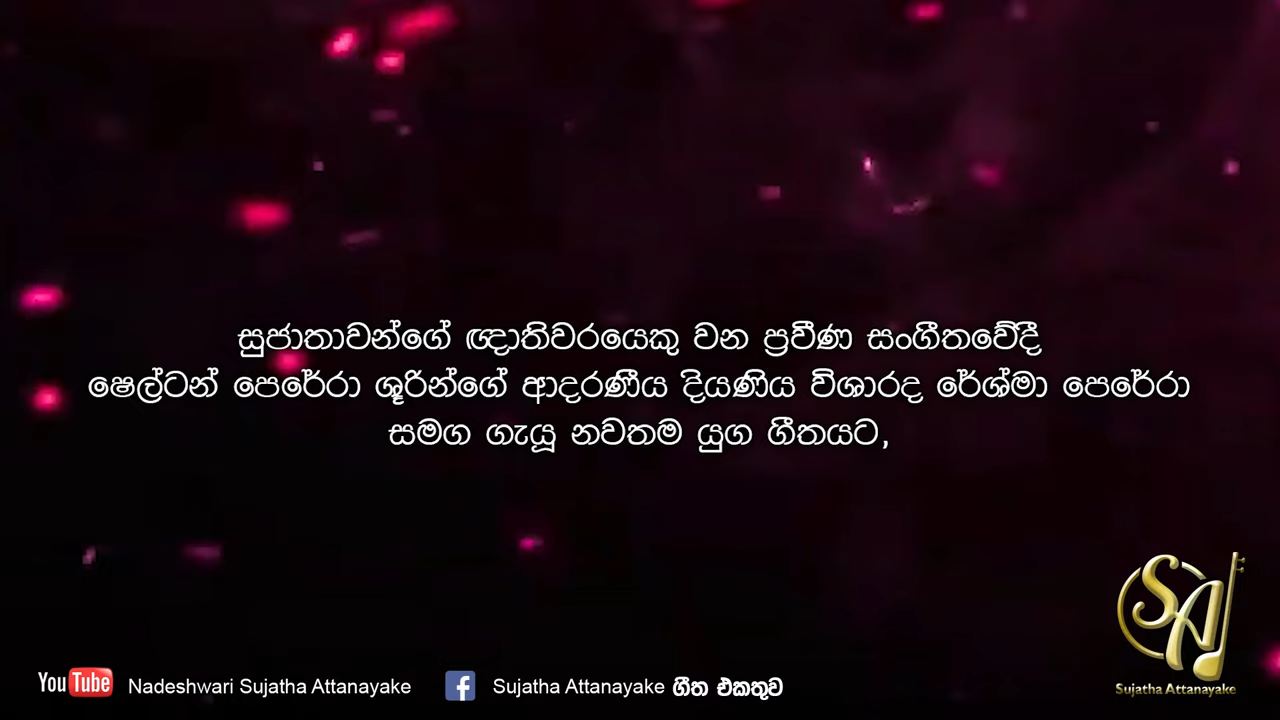 සුජාතාවන්ගේ ඥාතිවරයෙකු වන ප්‍රවීණ සංගීතවේදී
ෂෙල්ටන් පෙරේරා ශූරින්ගේ ආදරණීය දියණිය විශාරද රේශ්මා පෙරේරා
සමග ගැයූ නවතම යුග ගීතයට,
SA
Sujatha Attanayake
YouTube Nadeshwari Sujatha Attanayake f Sujatha Attanayake ගීත එකතුව